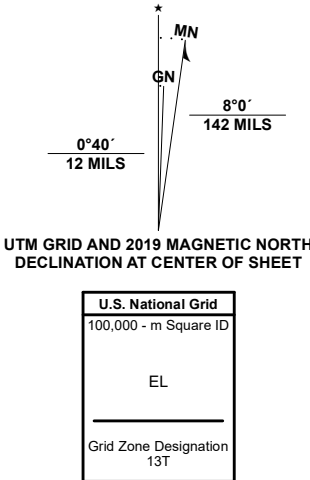 ★
MN
GN
8°0´
142 MILS
0°40´
12 MILS
UTM GRID AND 2019 MAGNETIC NORTH
DECLINATION AT CENTER OF SHEET
U.S. National Grid
100,000 - m Square ID
EL
Grid Zone Designation
13T